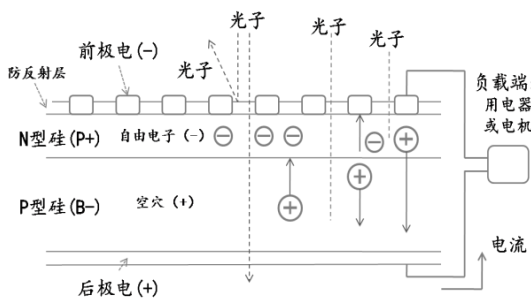 光子
前极电(-)
光子
光子
防反射层
光子
负载端
用电器
或电机
N型硅(P+)
自由电子(-)
P型硅(B-)
空穴(+)
电流
后极电(+)